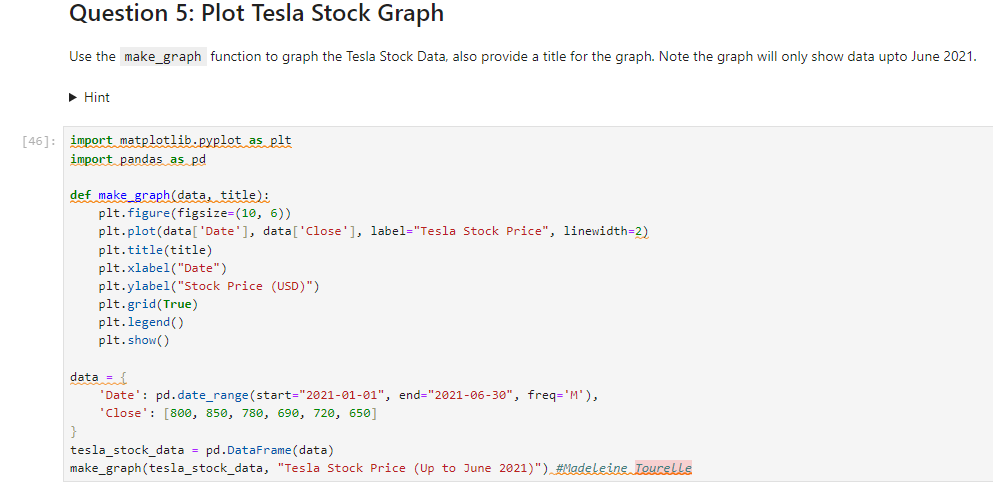 Question 5: Plot Tesla Stock Graph
Use the make_graph function to graph the Tesla Stock Data, also provide a title for the graph. Note the graph will only show data upto June 2021.
▶ Hint
[46]: import matplotlib.pyplot as plt
import pandas as pd
def make_graph(data, title):
    plt.figure(figsize=(10, 6))
    plt.plot(data['Date'], data['Close'], label="Tesla Stock Price", linewidth=2)
    plt.title(title)
    plt.xlabel("Date")
    plt.ylabel("Stock Price (USD)")
    plt.grid(True)
    plt.legend()
    plt.show()
data = {
    'Date': pd.date_range(start="2021-01-01", end="2021-06-30", freq='M'),
    'Close': [800, 850, 780, 690, 720, 650]
}
tesla_stock_data = pd.DataFrame(data)
make_graph(tesla_stock_data, "Tesla Stock Price (Up to June 2021)") #Madeleine Tourelle